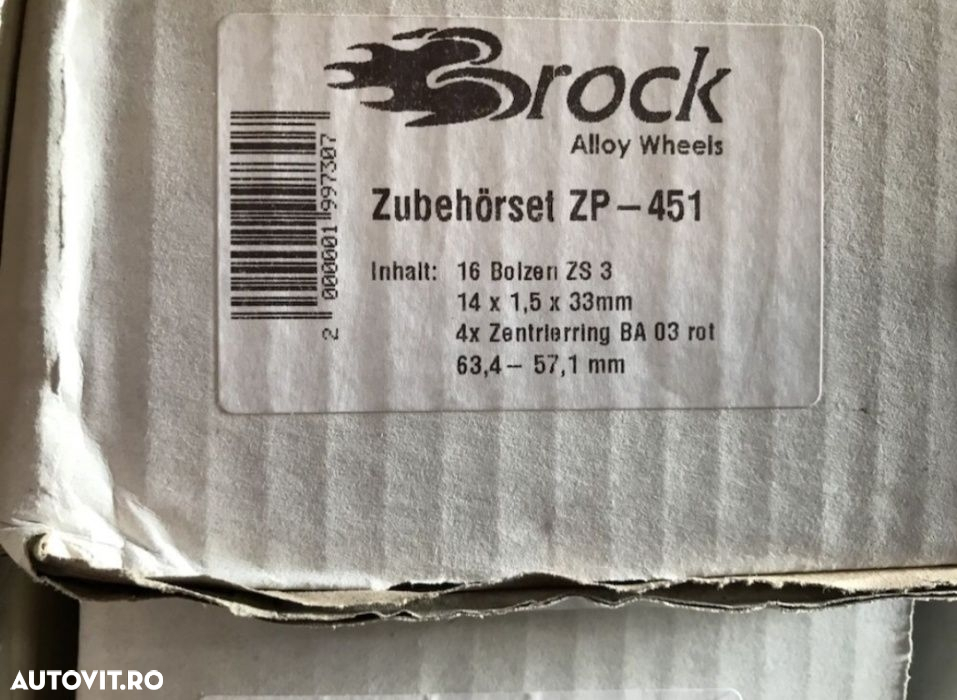 Brock
Alloy Wheels
Zubehörset ZP-451
Inhalt: 16 Bolzen ZS 3
14 x 1,5 x 33mm
4x Zentrierring BA 03 rot
63,4- 57,1 mm
2 000001 997307
AUTOVIT.RO